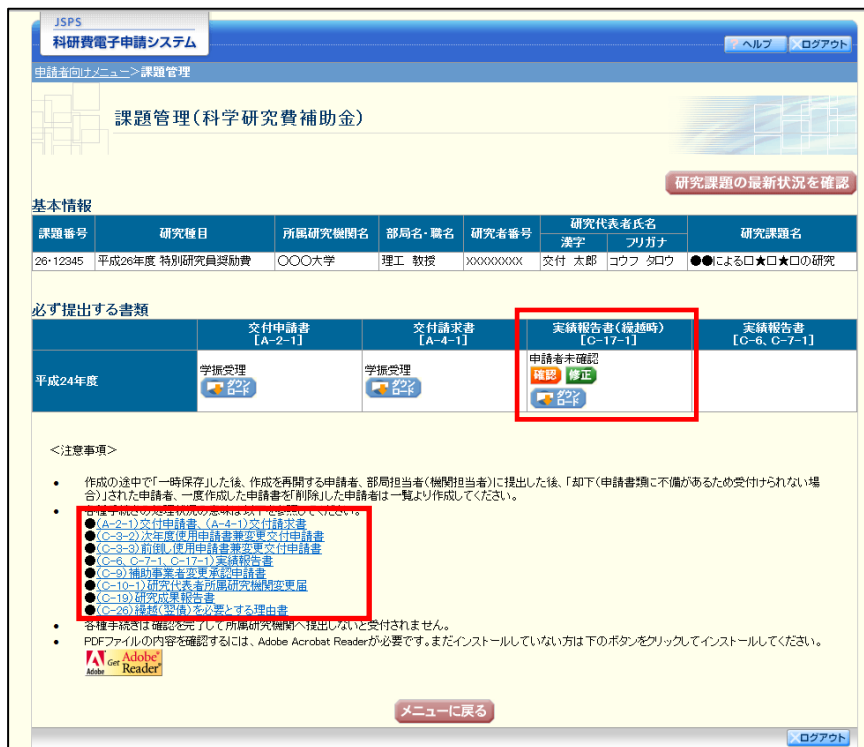 JSPS
科研費電子申請システム
? ヘルプ ログアウト
申請者向けメニュー>課題管理
課題管理(科学研究費補助金)
研究課題の最新状況を確認
基本情報
課題番号 研究種目 所属研究機関名 部局名・職名 研究者番号 研究代表者氏名 研究課題名
漢字 フリガナ
26・12345 平成26年度 特別研究員奨励費 〇〇〇大学 理工 教授 XXXXXXXX 交付 太郎 コウフ タロウ ●●による□★□★□の研究
必ず提出する書類
交付申請書 交付請求書 実績報告書(繰越時) 実績報告書
[A-2-1] [A-4-1] [C-17-1] [C-6、C-7-1]
平成24年度 学振受理 学振受理 申請者未確認
確認 修正
ダウンロード ダウンロード ダウンロード
<注意事項>
• 作成の途中で「一時保存」した後、作成を再開する申請者、部局担当者(機関担当者)に提出した後、「却下(申請書類に不備があるため受付けられない場
合)」された申請者、一度作成した申請書を「削除」した申請者は一覧より作成してください。
• 各種手続きの処理状況の意味は以下を参照してください。
●(A-2-1)交付申請書、(A-4-1)交付請求書
●(C-3-2)次年度使用申請書兼変更交付申請書
●(C-3-3)前倒し使用申請書兼変更交付申請書
●(C-6、C-7-1、C-17-1)実績報告書
●(C-9)補助事業者変更承認申請書
●(C-10-1)研究代表者所属研究機関変更届
●(C-19)研究成果報告書
●(C-26)繰越(翌債)を必要とする理由書
• 各種手続きは確認を完了して所属研究機関へ提出しないと受付されません。
• PDFファイルの内容を確認するには、Adobe Acrobat Readerが必要です。まだインストールしていない方は下のボタンをクリックしてインストールしてください。
Adobe Get Adobe Reader
メニューに戻る
ログアウト